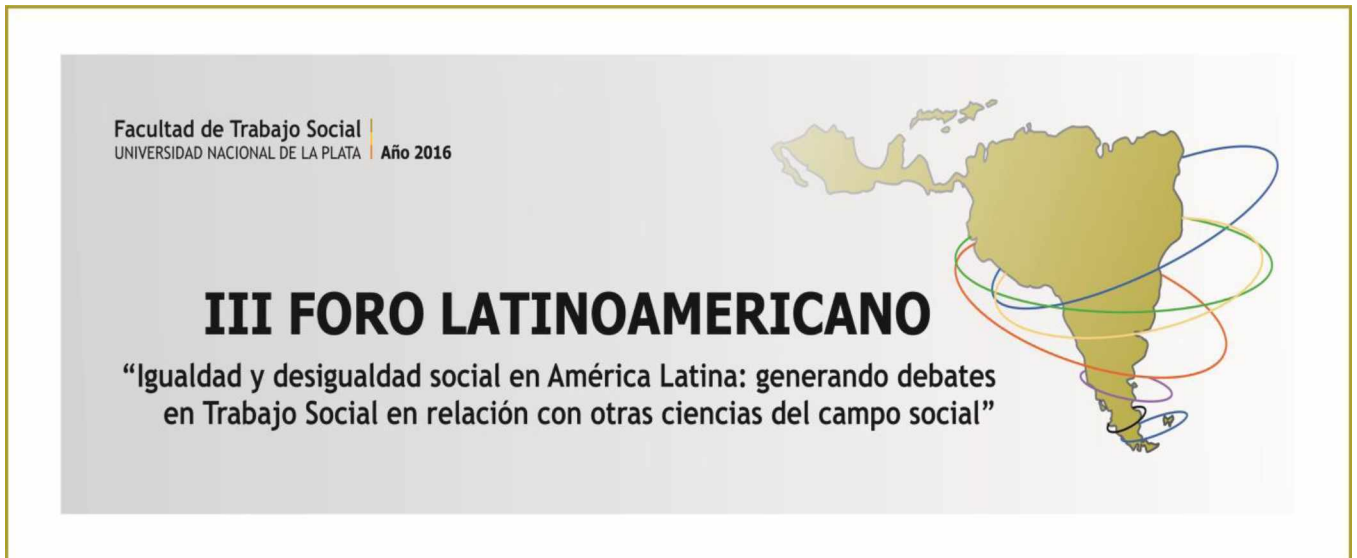 Facultad de Trabajo Social
UNIVERSIDAD NACIONAL DE LA PLATA Año 2016
III FORO LATINOAMERICANO
“Igualdad y desigualdad social en América Latina: generando debates
en Trabajo Social en relación con otras ciencias del campo social”